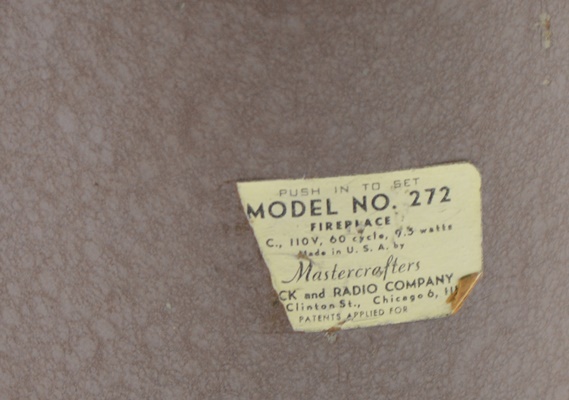 PUSH IN TO SET
MODEL NO. 272
FIREPLACE
C., 110V, 60 cycle, 9.5 watts
Made in U. S. A. by
Mastercrafters
CK and RADIO COMPANY
Clinton St., Chicago 6, Ill
PATENTS APPLIED FOR